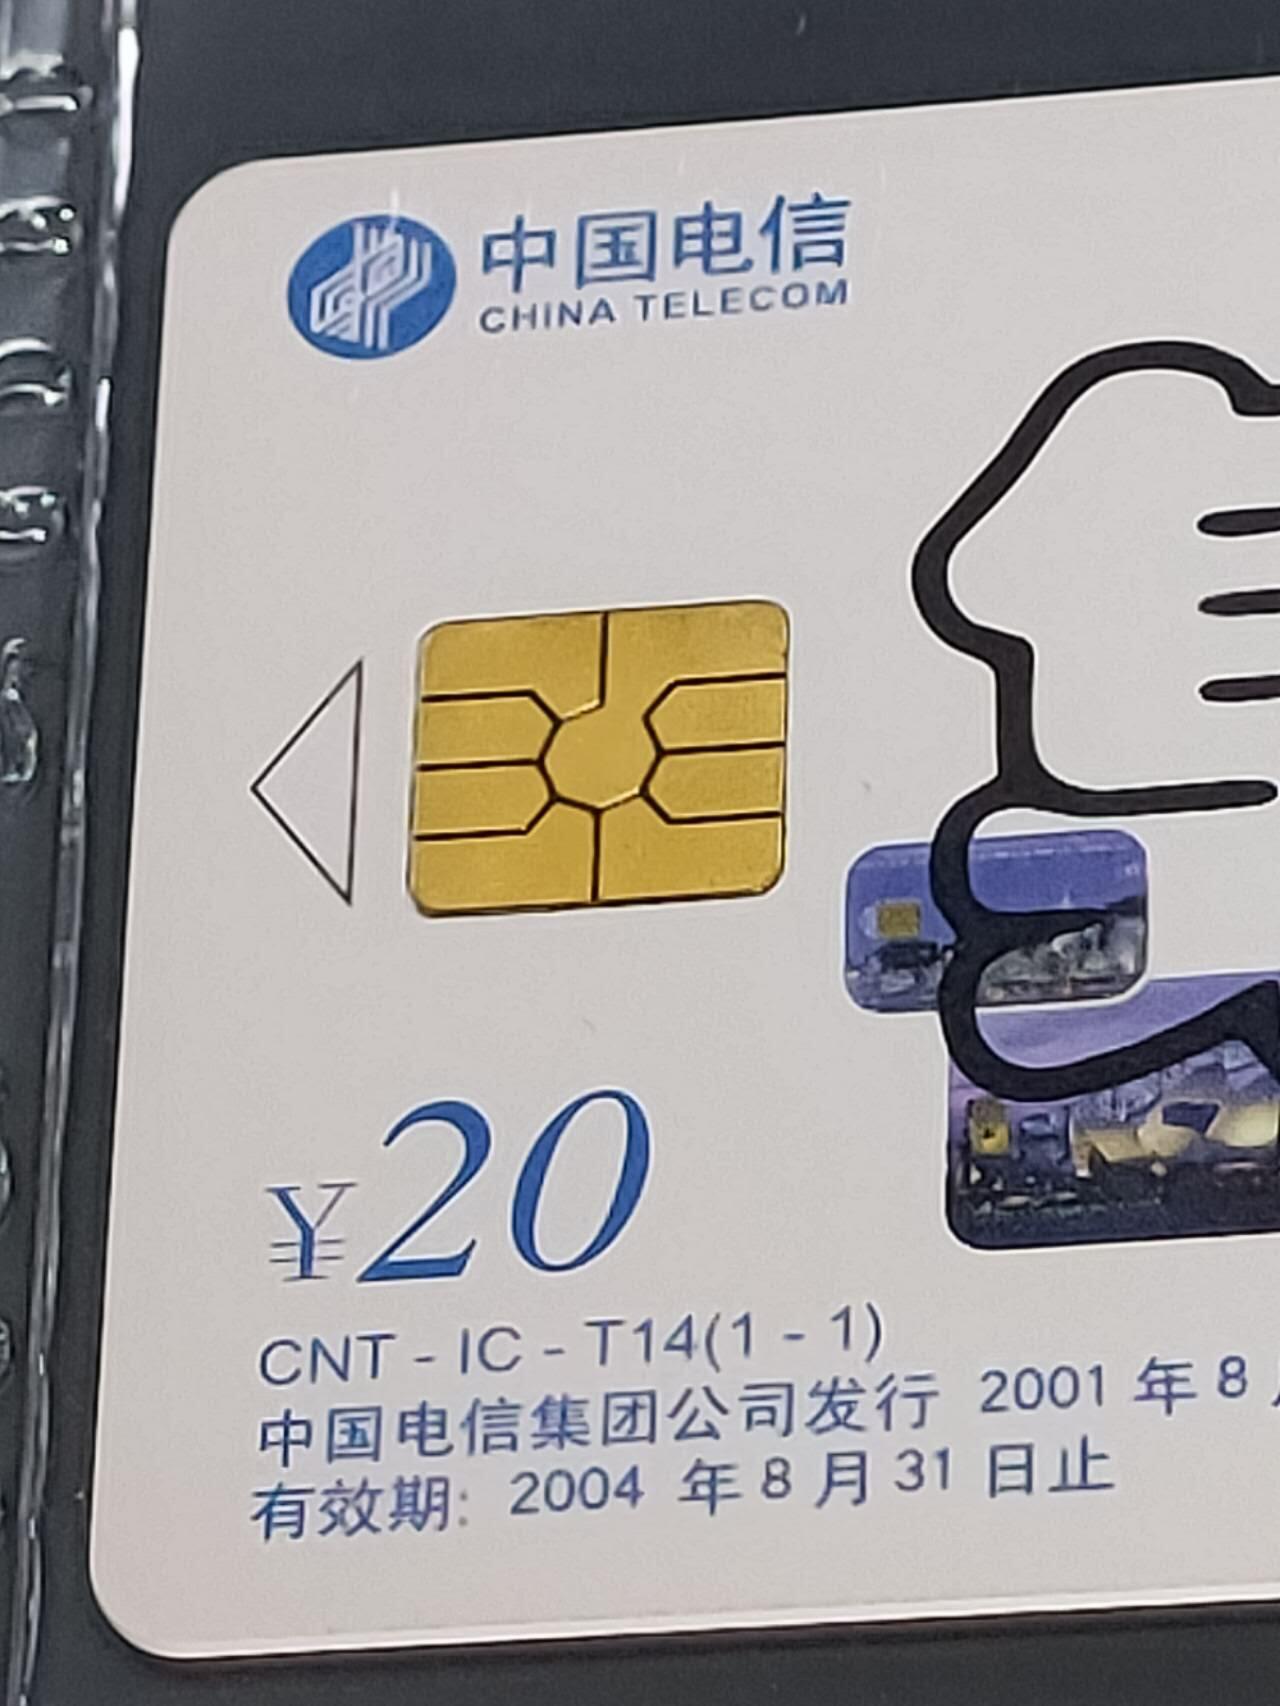 中国电信
CHINA TELECOM
¥20
CNT-IC-T14(1-1)
中国电信集团公司发行 2001 年 8
有效期: 2004 年 8 月 31 日止